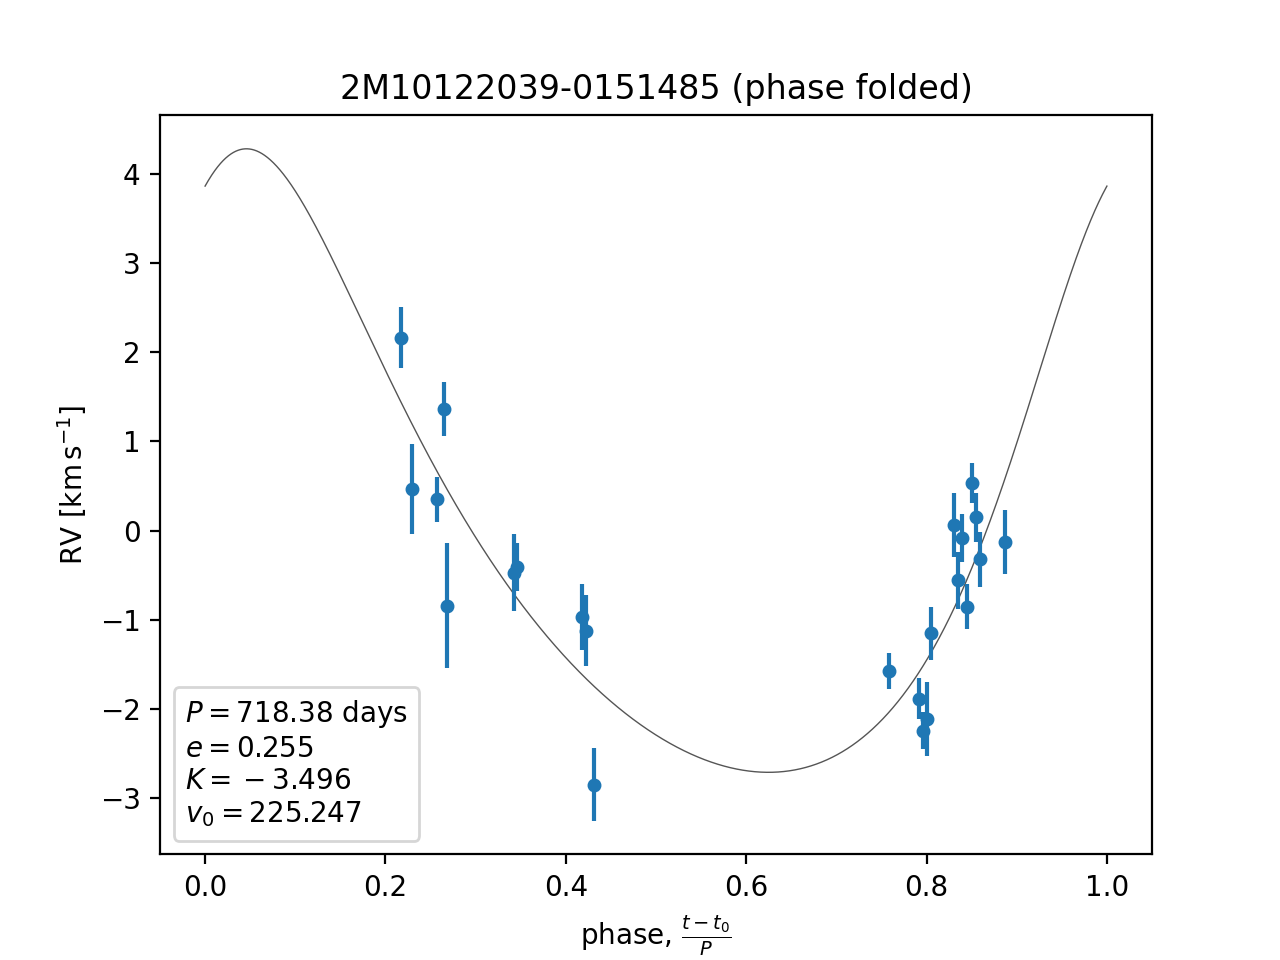 2M10122039-0151485 (phase folded)
RV [km s⁻¹]
4
3
2
1
0
−1
−2
−3
P = 718.38 days
e = 0.255
K = −3.496
v₀ = 225.247
0.0 0.2 0.4 0.6 0.8 1.0
phase, (t − t₀)/P